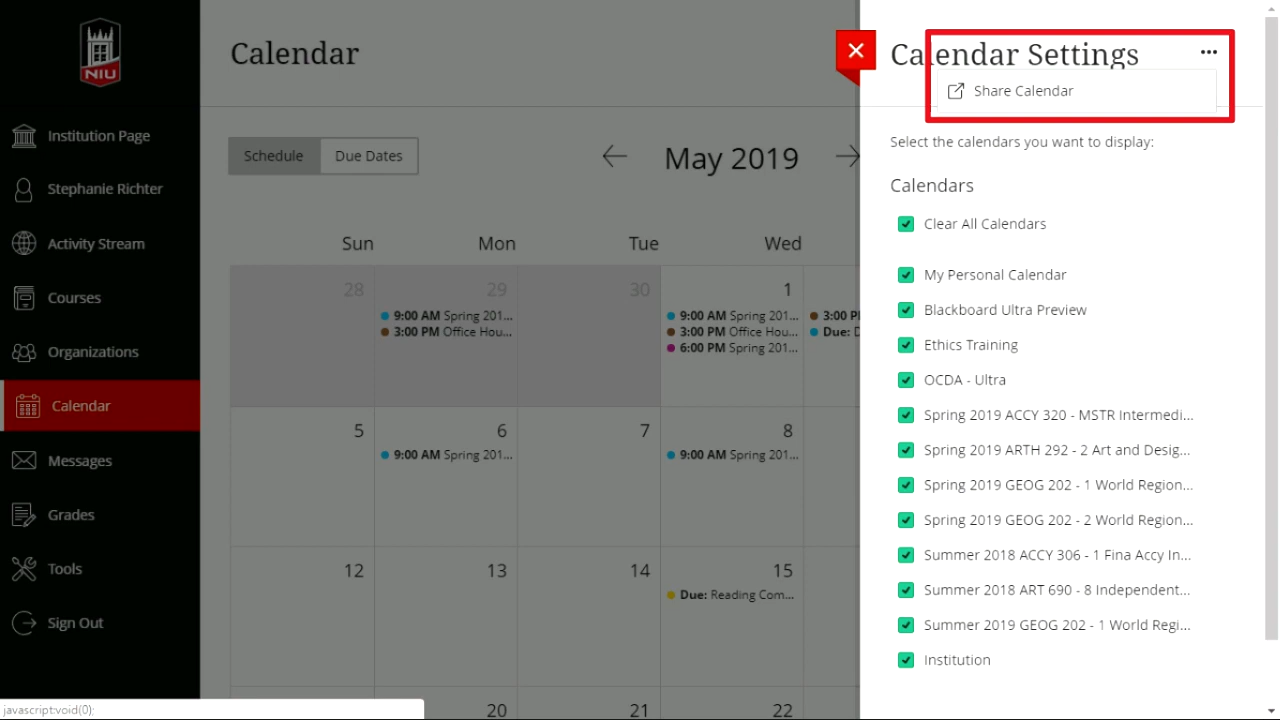 NIU
Institution Page
Stephanie Richter
Activity Stream
Courses
Organizations
Calendar
Messages
Grades
Tools
Sign Out
javascript:void(0);
Calendar
Schedule
Due Dates
May 2019
Sun Mon Tue Wed
28 29 30 1
9:00 AM Spring 201...
3:00 PM Office Hou...
9:00 AM Spring 201...
3:00 PM Office Hou...
6:00 PM Spring 201...
3:00 P
Due:
5 6 7 8
9:00 AM Spring 201...
9:00 AM Spring 201...
12 13 14 15
Due: Reading Com...
20 21 22
Calendar Settings
Share Calendar
Select the calendars you want to display:
Calendars
Clear All Calendars
My Personal Calendar
Blackboard Ultra Preview
Ethics Training
OCDA - Ultra
Spring 2019 ACCY 320 - MSTR Intermedi...
Spring 2019 ARTH 292 - 2 Art and Desig...
Spring 2019 GEOG 202 - 1 World Region...
Spring 2019 GEOG 202 - 2 World Region...
Summer 2018 ACCY 306 - 1 Fina Accy In...
Summer 2018 ART 690 - 8 Independent...
Summer 2019 GEOG 202 - 1 World Regi...
Institution